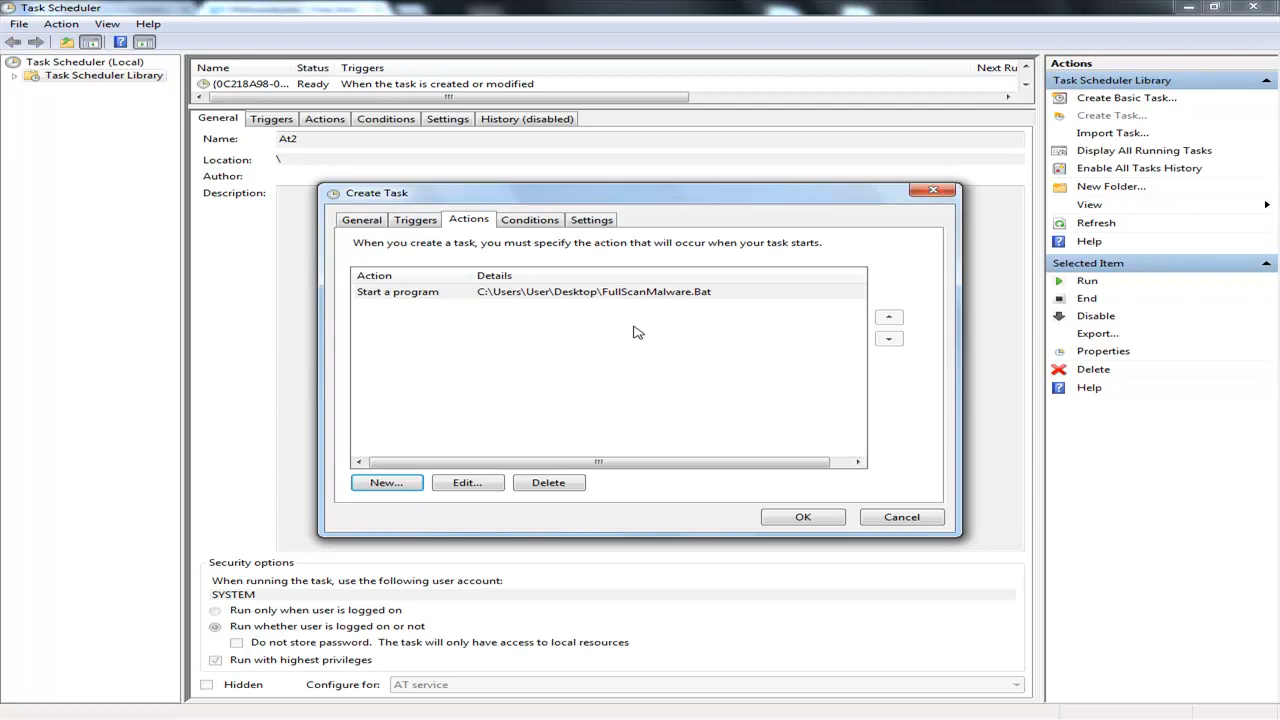 Task Scheduler
File Action View Help
Task Scheduler (Local)
Task Scheduler Library
Name Status Triggers Next Ru
{0C218A98-0... Ready When the task is created or modified
General Triggers Actions Conditions Settings History (disabled)
Name: At2
Location: \
Author:
Description:
Create Task
General Triggers Actions Conditions Settings
When you create a task, you must specify the action that will occur when your task starts.
Action Details
Start a program C:\Users\User\Desktop\FullScanMalware.Bat
New... Edit... Delete
OK Cancel
Security options
When running the task, use the following user account:
SYSTEM
Run only when user is logged on
Run whether user is logged on or not
Do not store password. The task will only have access to local resources
Run with highest privileges
Hidden Configure for: AT service
Actions
Task Scheduler Library
Create Basic Task...
Create Task...
Import Task...
Display All Running Tasks
Enable All Tasks History
New Folder...
View
Refresh
Help
Selected Item
Run
End
Disable
Export...
Properties
Delete
Help